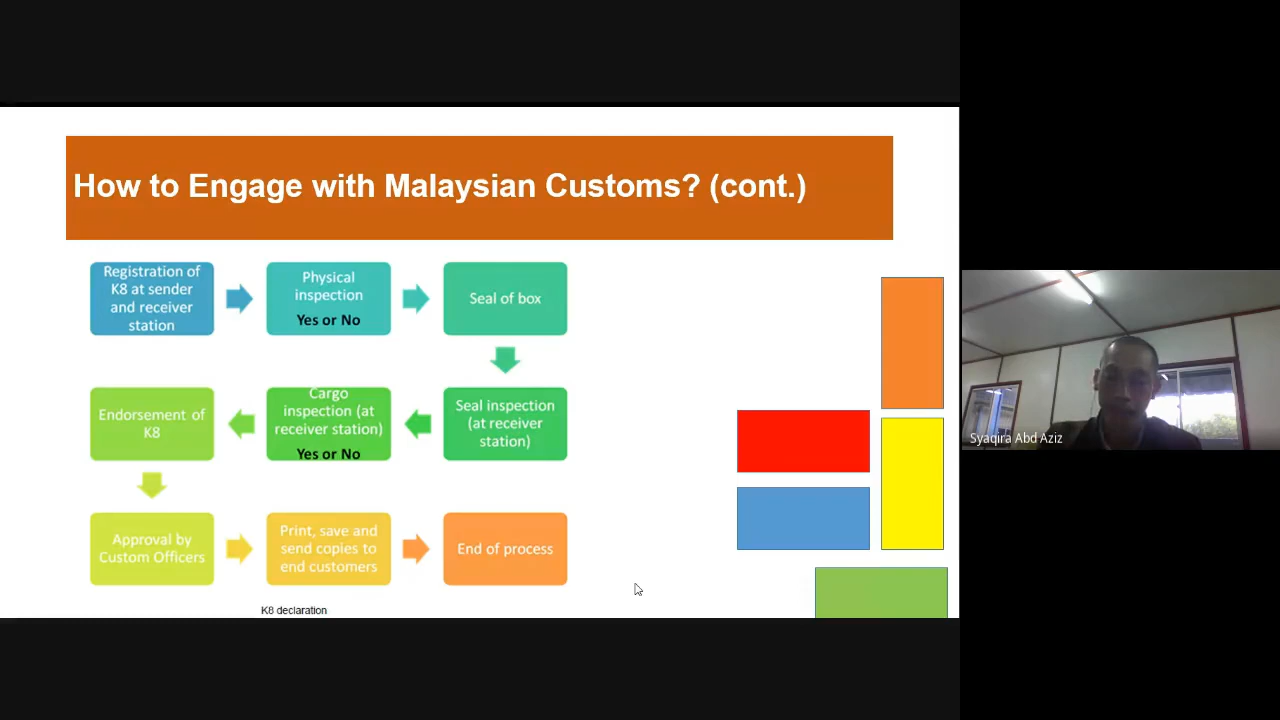 How to Engage with Malaysian Customs? (cont.)
Registration of
K8 at sender
and receiver
station
Physical
inspection
Yes or No
Seal of box
Seal inspection
(at receiver
station)
Cargo
inspection (at
receiver station)
Yes or No
Endorsement of
K8
Approval by
Custom Officers
Print, save and
send copies to
end customers
End of process
K8 declaration
Syaqira Abd Aziz